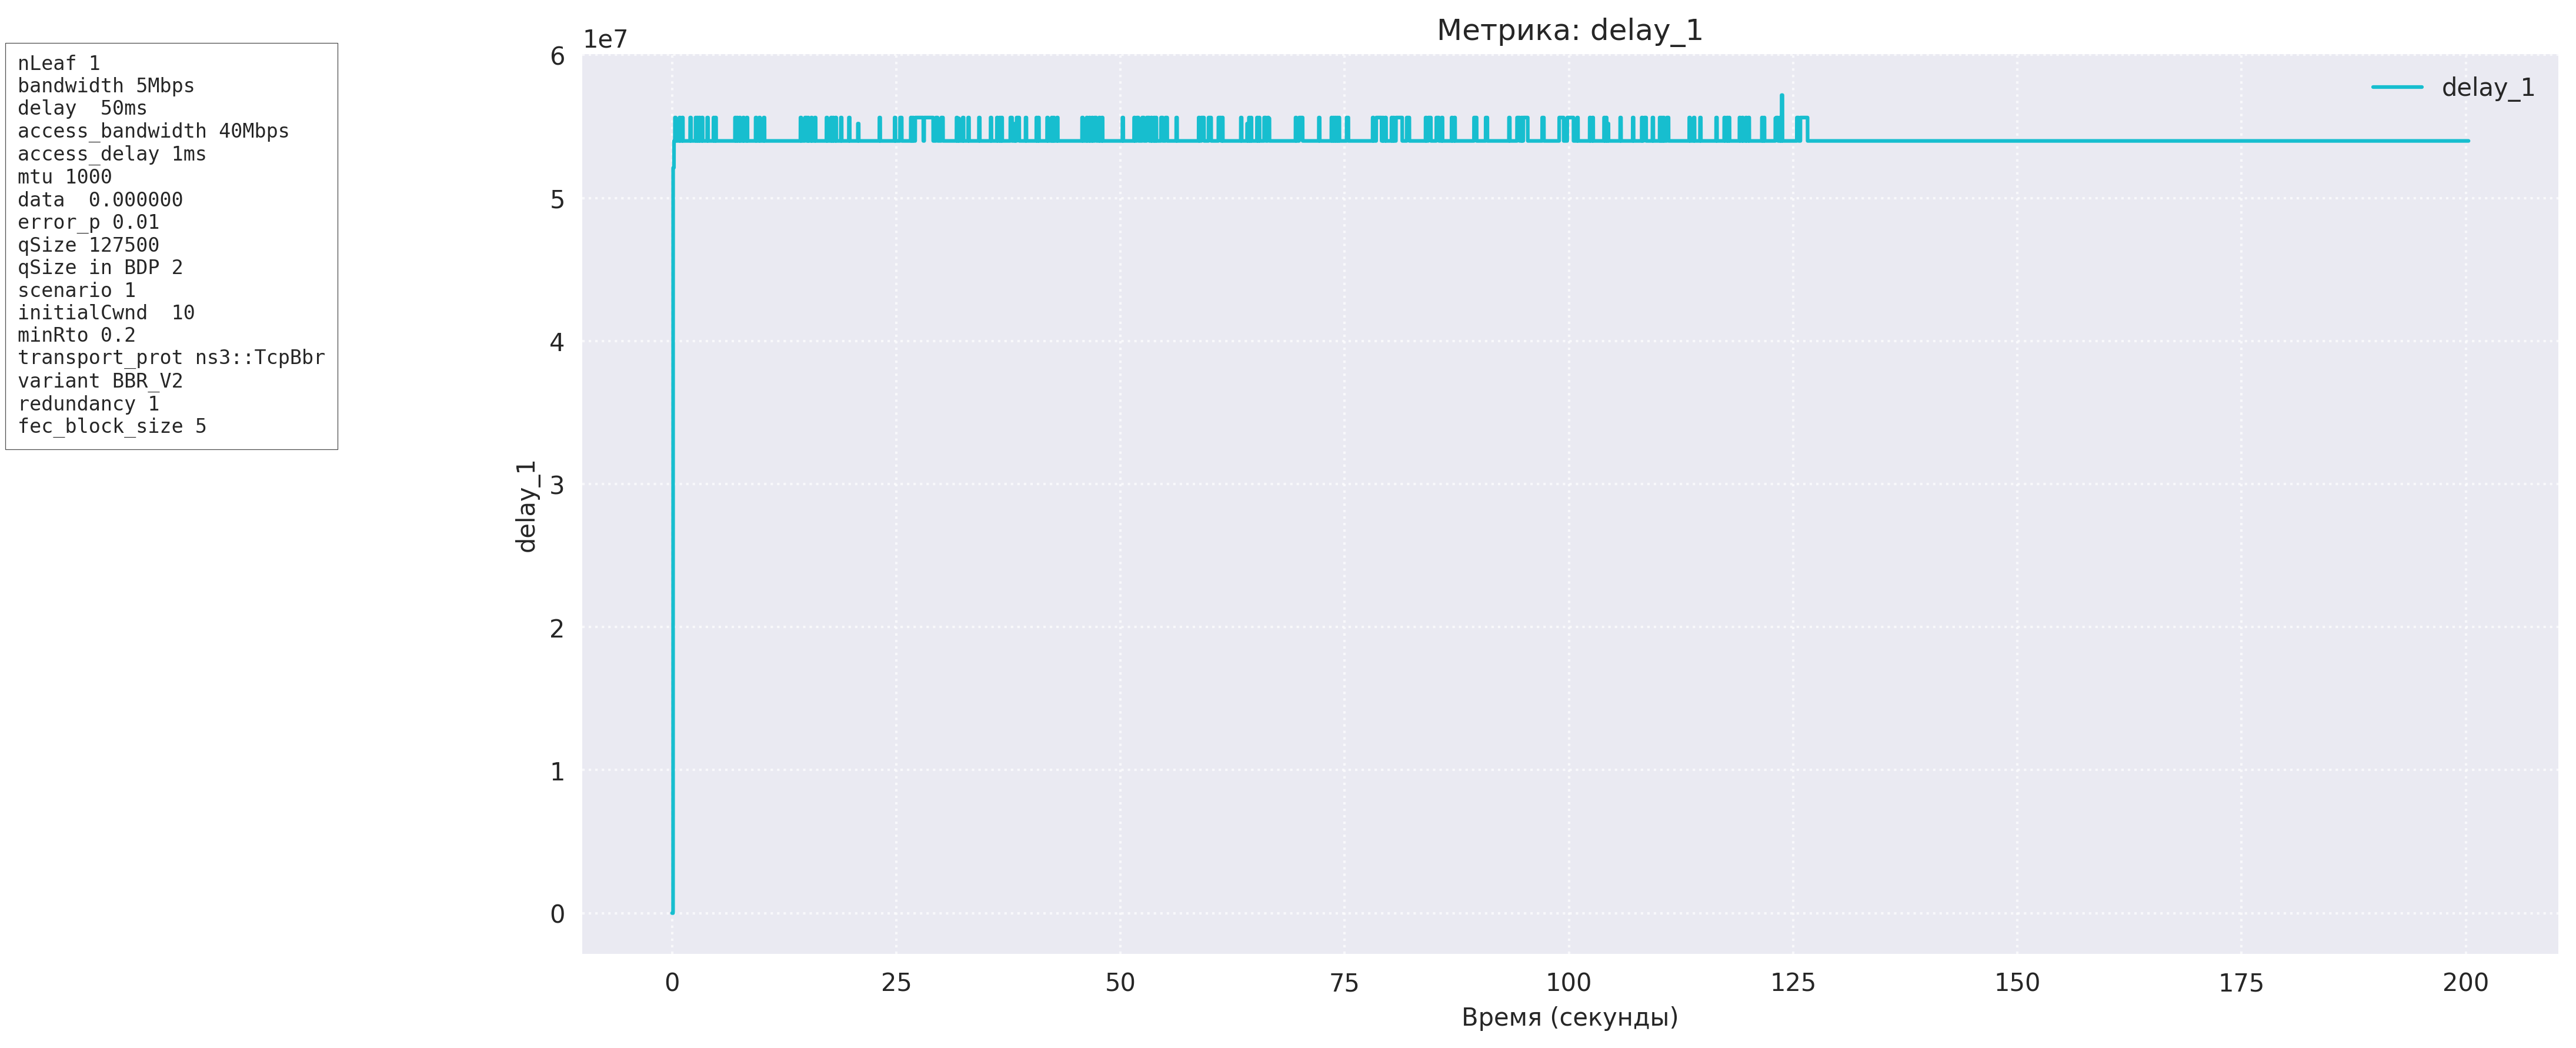 nLeaf 1
bandwidth 5Mbps
delay  50ms
access_bandwidth 40Mbps
access_delay 1ms
mtu 1000
data  0.000000
error_p 0.01
qSize 127500
qSize in BDP 2
scenario 1
initialCwnd  10
minRto 0.2
transport_prot ns3::TcpBbr
variant BBR_V2
redundancy 1
fec_block_size 5
Метрика: delay_1
1e7
6
5
4
3
2
1
0
delay_1
delay_1
0 25 50 75 100 125 150 175 200
Время (секунды)